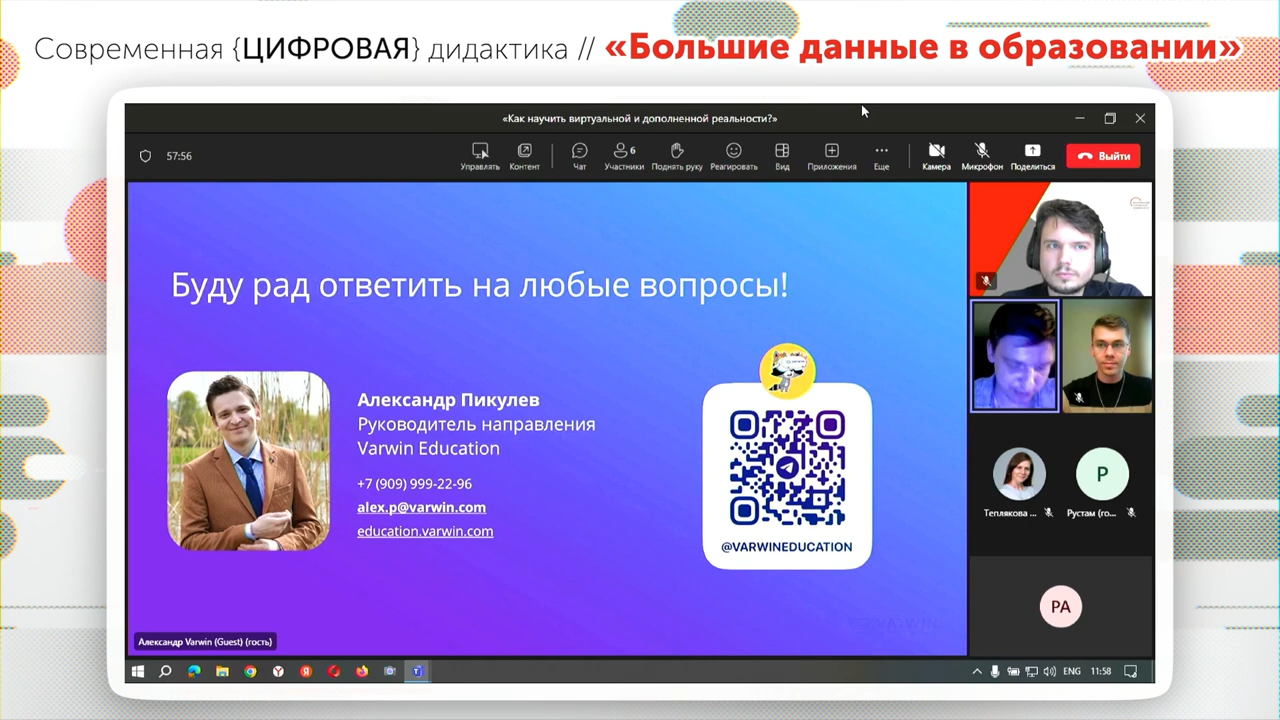 Современная {ЦИФРОВАЯ} дидактика // «Большие данные в образовании»
«Как научить виртуальной и дополненной реальности?»
57:56
Управлять
Контент
Чат
6
Участники
Поднять руку
Реагировать
Вид
Приложения
Еще
Камера
Микрофон
Поделиться
Выйти
Буду рад ответить на любые вопросы!
Александр Пикулев
Руководитель направления
Varwin Education
+7 (909) 999-22-96
alex.p@varwin.com
education.varwin.com
@VARWINEDUCATION
VARWIN
Александр Varwin (Guest) (гость)
Теплякова ...
P
Рустам (го...
PA
ENG
11:58